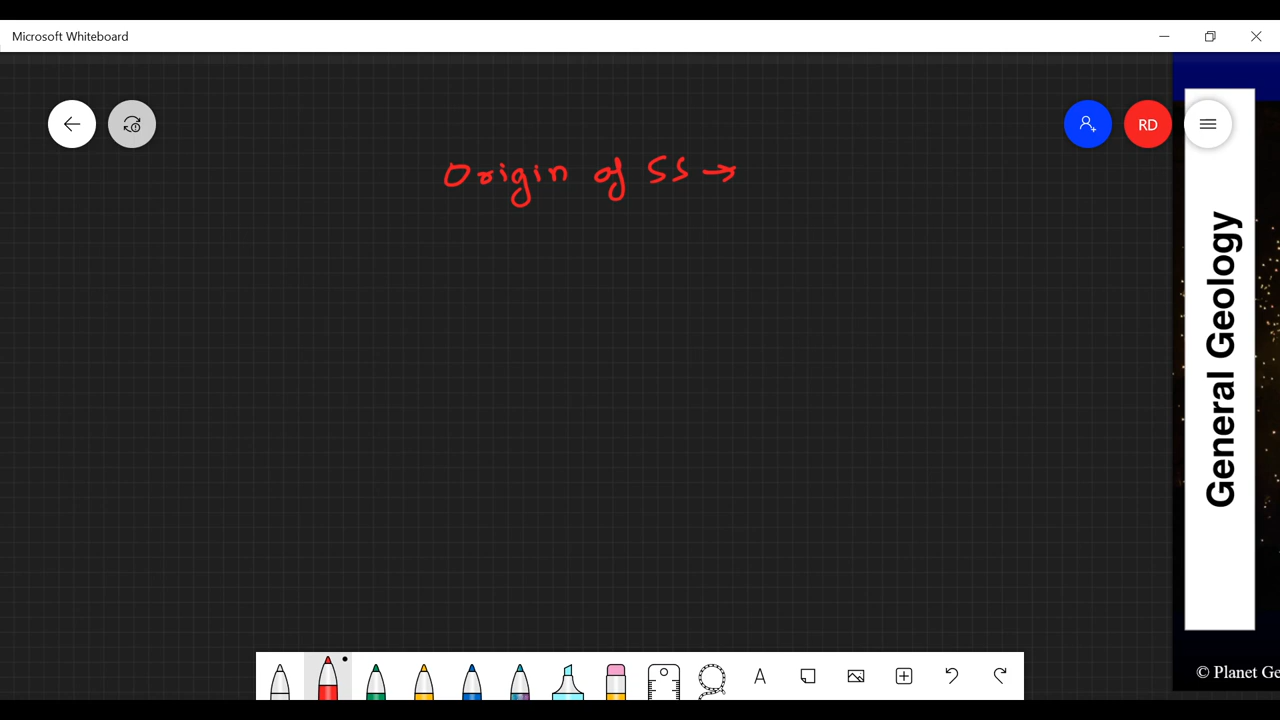 Microsoft Whiteboard
RD
Origin of SS →
General Geology
A
© Planet Ge